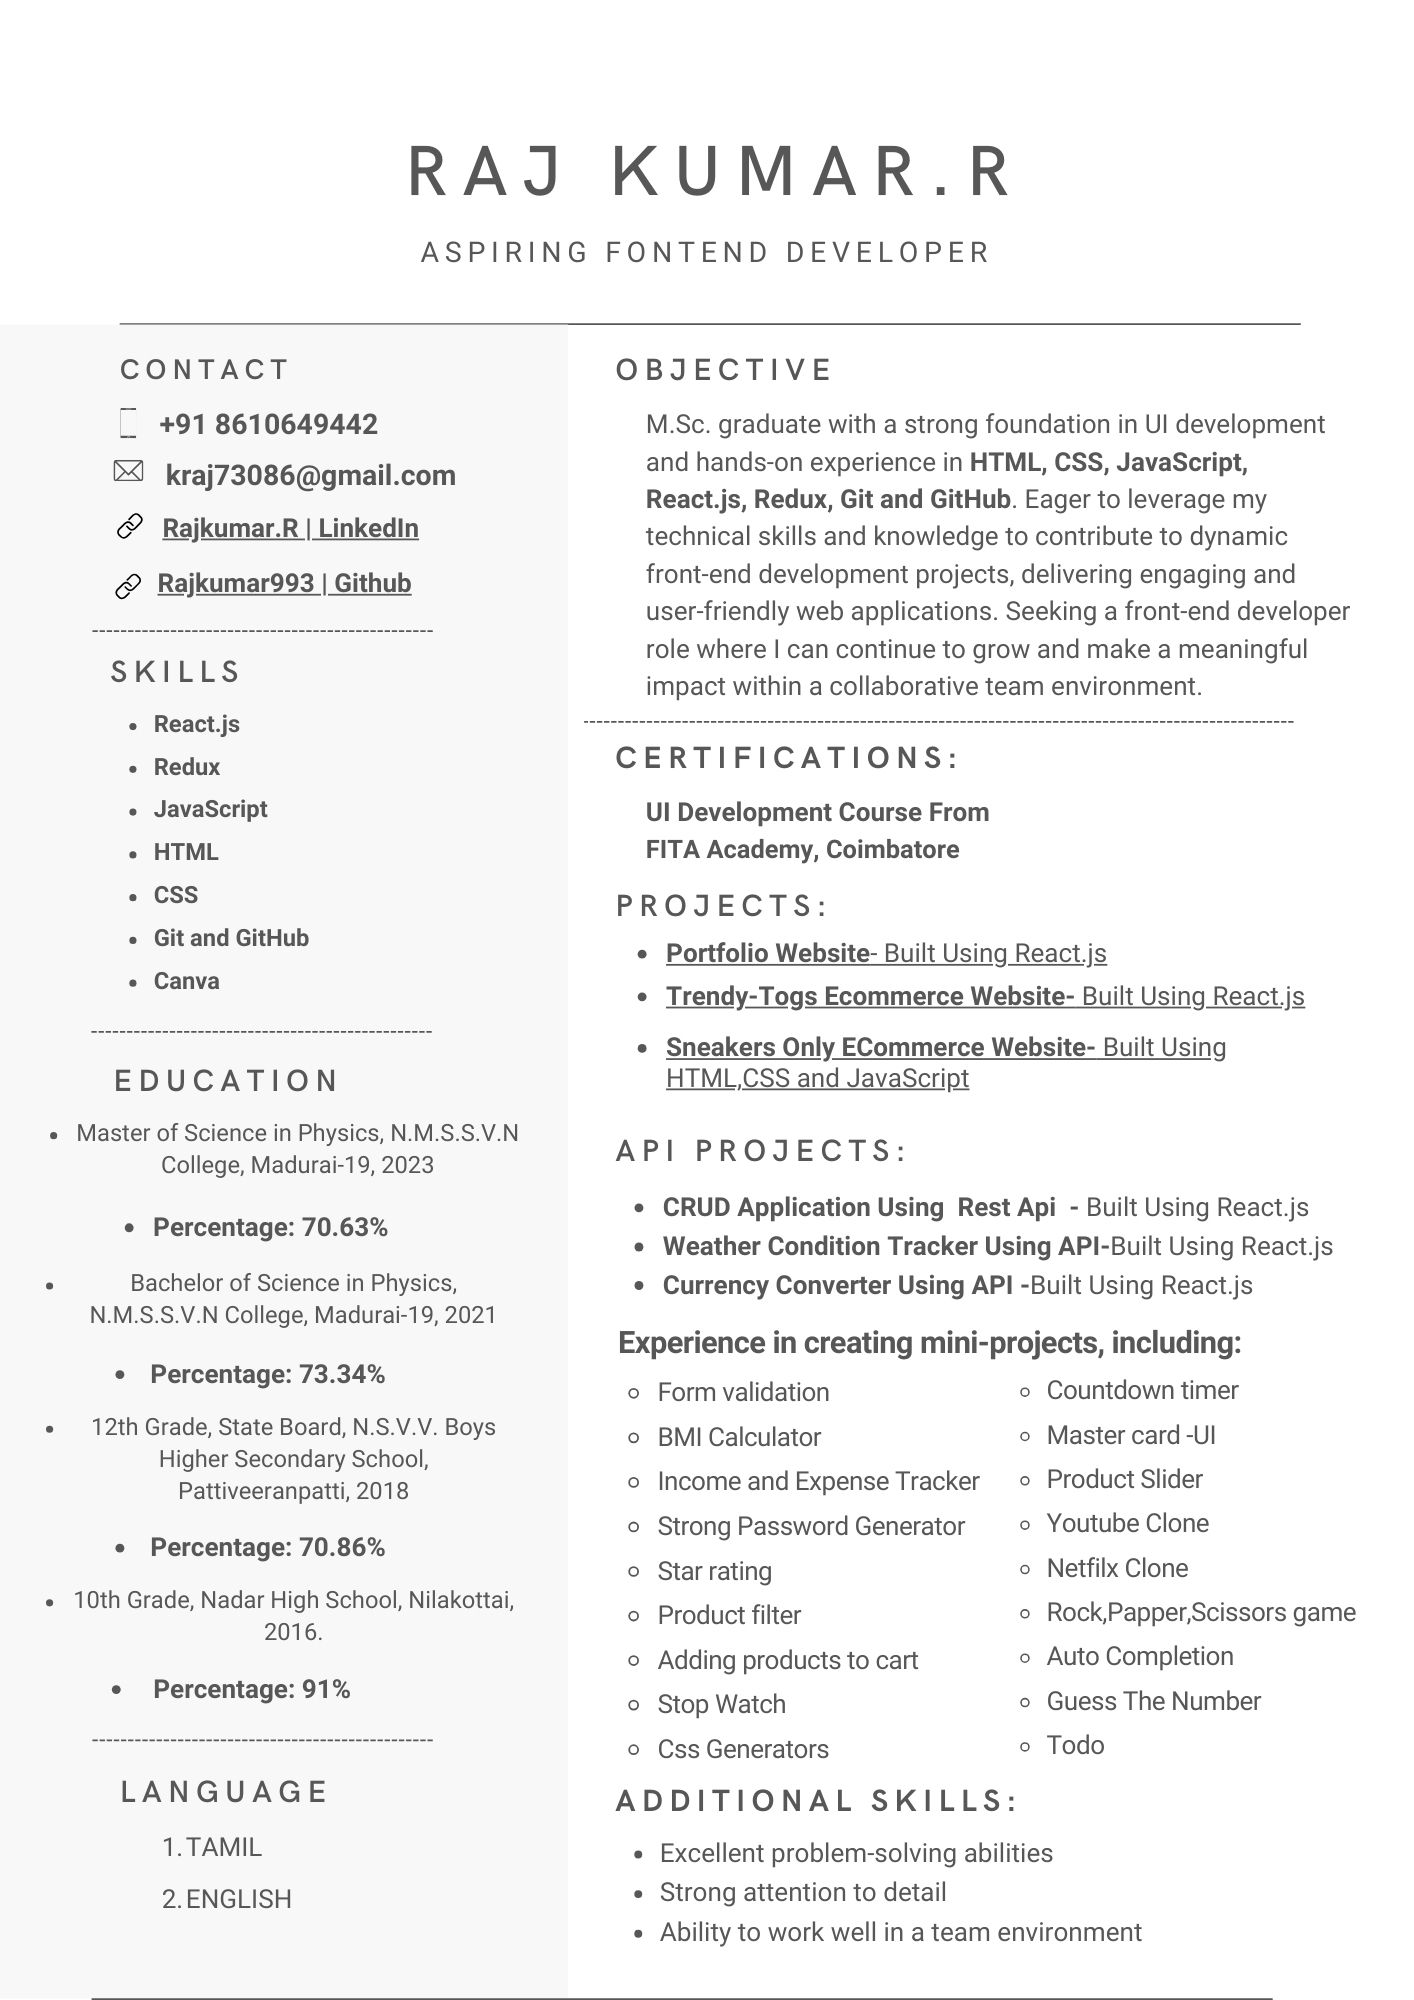 RAJ KUMAR.R
ASPIRING FONTEND DEVELOPER
CONTACT
+91 8610649442
kraj73086@gmail.com
Rajkumar.R | LinkedIn
Rajkumar993 | Github
------------------------------------------------
SKILLS
• React.js
• Redux
• JavaScript
• HTML
• CSS
• Git and GitHub
• Canva
------------------------------------------------
EDUCATION
• Master of Science in Physics, N.M.S.S.V.N
College, Madurai-19, 2023
• Percentage: 70.63%
• Bachelor of Science in Physics,
N.M.S.S.V.N College, Madurai-19, 2021
• Percentage: 73.34%
• 12th Grade, State Board, N.S.V.V. Boys
Higher Secondary School,
Pattiveeranpatti, 2018
• Percentage: 70.86%
• 10th Grade, Nadar High School, Nilakottai,
2016.
• Percentage: 91%
------------------------------------------------
LANGUAGE
1. TAMIL
2. ENGLISH
OBJECTIVE
M.Sc. graduate with a strong foundation in UI development
and hands-on experience in HTML, CSS, JavaScript,
React.js, Redux, Git and GitHub. Eager to leverage my
technical skills and knowledge to contribute to dynamic
front-end development projects, delivering engaging and
user-friendly web applications. Seeking a front-end developer
role where I can continue to grow and make a meaningful
impact within a collaborative team environment.
----------------------------------------------------------------------------------------------------
CERTIFICATIONS:
UI Development Course From
FITA Academy, Coimbatore
PROJECTS:
• Portfolio Website- Built Using React.js
• Trendy-Togs Ecommerce Website- Built Using React.js
• Sneakers Only ECommerce Website- Built Using
HTML,CSS and JavaScript
API PROJECTS:
• CRUD Application Using  Rest Api  - Built Using React.js
• Weather Condition Tracker Using API-Built Using React.js
• Currency Converter Using API -Built Using React.js
Experience in creating mini-projects, including:
◦ Form validation
◦ BMI Calculator
◦ Income and Expense Tracker
◦ Strong Password Generator
◦ Star rating
◦ Product filter
◦ Adding products to cart
◦ Stop Watch
◦ Css Generators
◦ Countdown timer
◦ Master card -UI
◦ Product Slider
◦ Youtube Clone
◦ Netfilx Clone
◦ Rock,Papper,Scissors game
◦ Auto Completion
◦ Guess The Number
◦ Todo
ADDITIONAL SKILLS:
• Excellent problem-solving abilities
• Strong attention to detail
• Ability to work well in a team environment